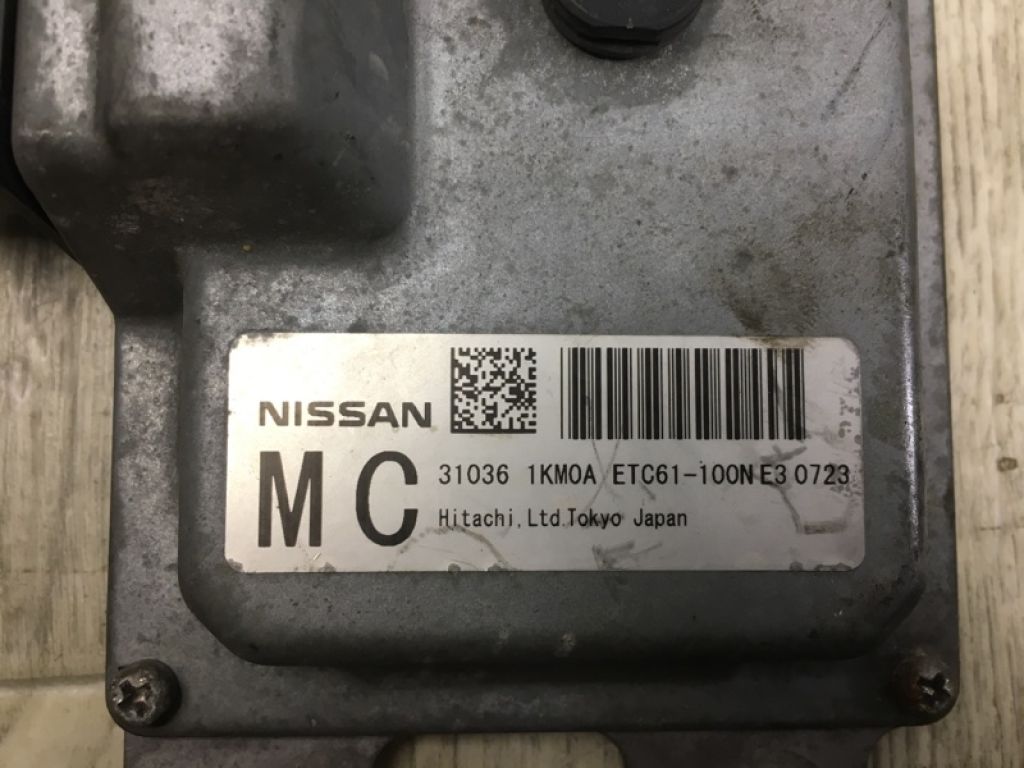 NISSAN
MC 31036 1KM0A ETC61-100N E3 0723
Hitachi,Ltd.Tokyo Japan